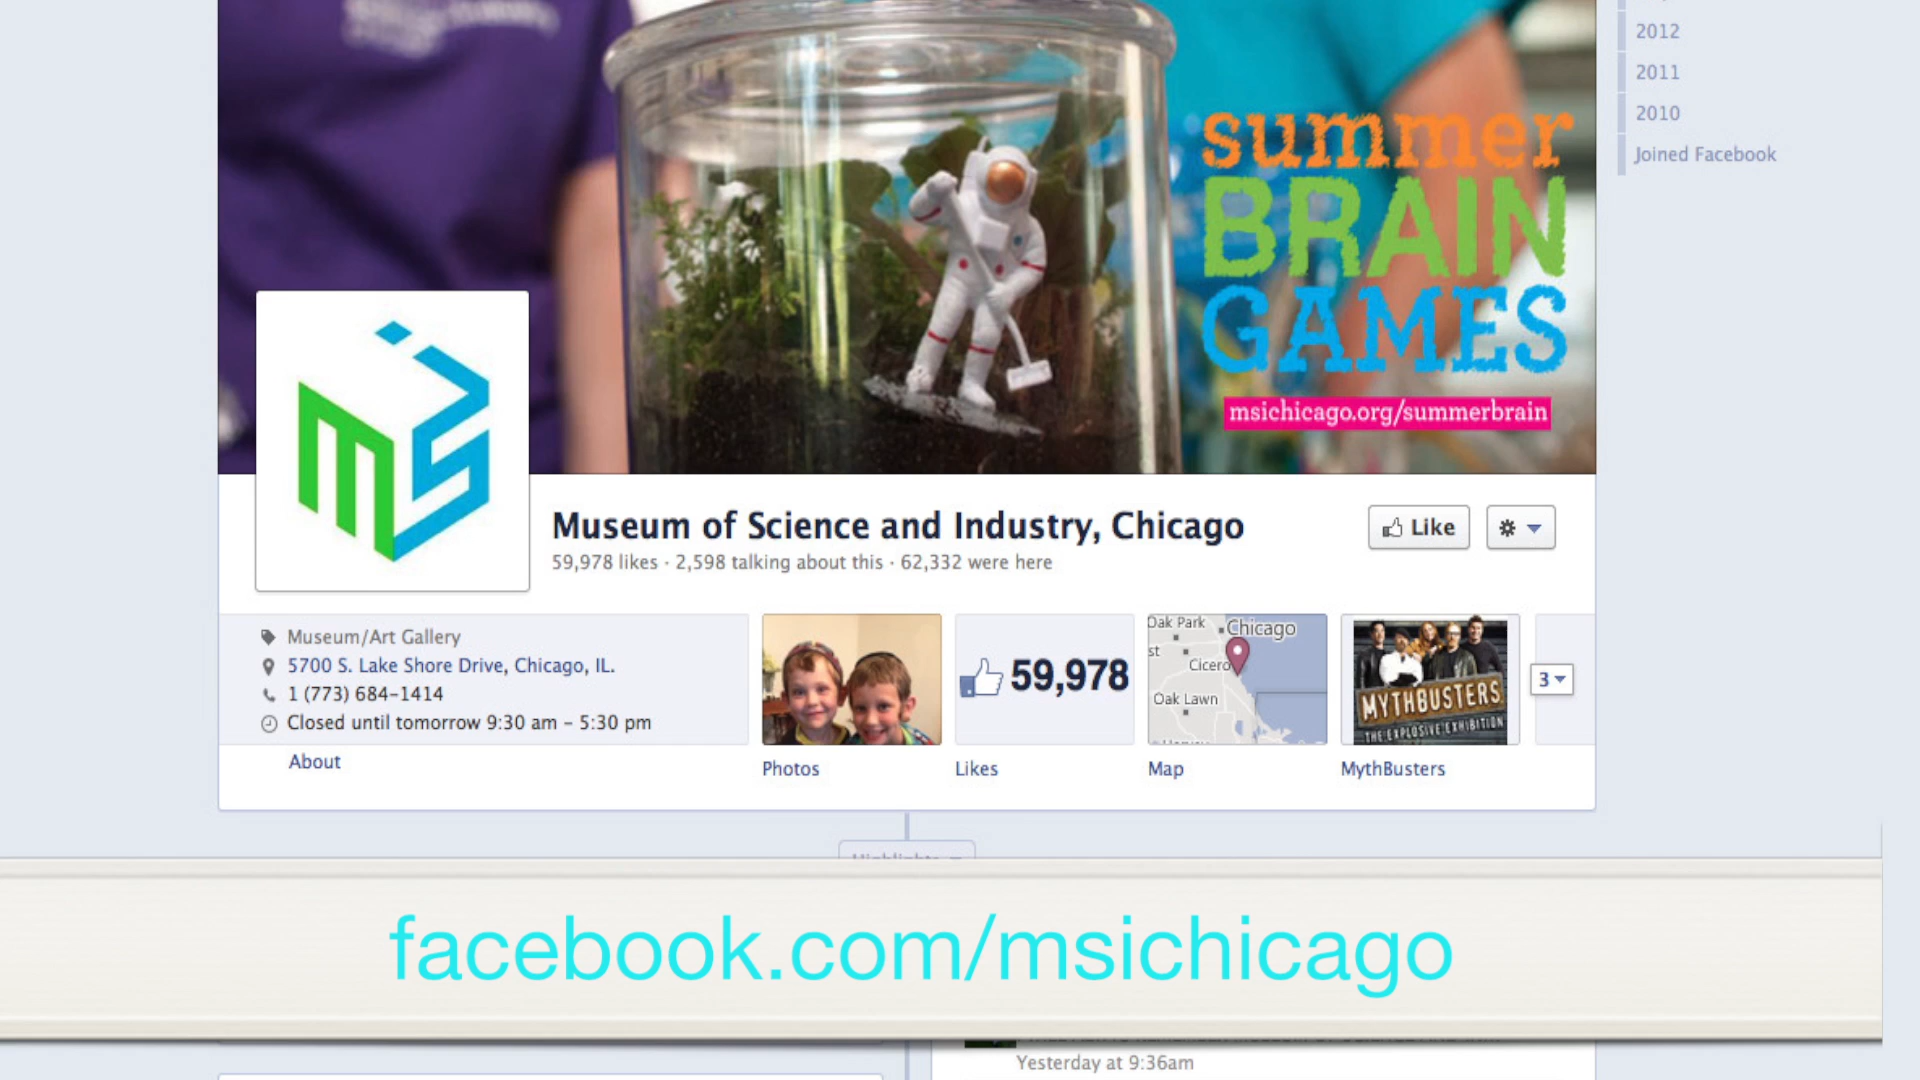 2012
2011
2010
Joined Facebook
summer
BRAIN
GAMES
msichicago.org/summerbrain
msi
Museum of Science and Industry, Chicago
Like
59,978 likes · 2,598 talking about this · 62,332 were here
Museum/Art Gallery
5700 S. Lake Shore Drive, Chicago, IL.
1 (773) 684-1414
Closed until tomorrow 9:30 am - 5:30 pm
About
Photos
59,978
Likes
Oak Park
Chicago
st
Cicero
Oak Lawn
Map
MYTHBUSTERS
THE EXPLOSIVE EXHIBITION
MythBusters
3
facebook.com/msichicago
Yesterday at 9:36am